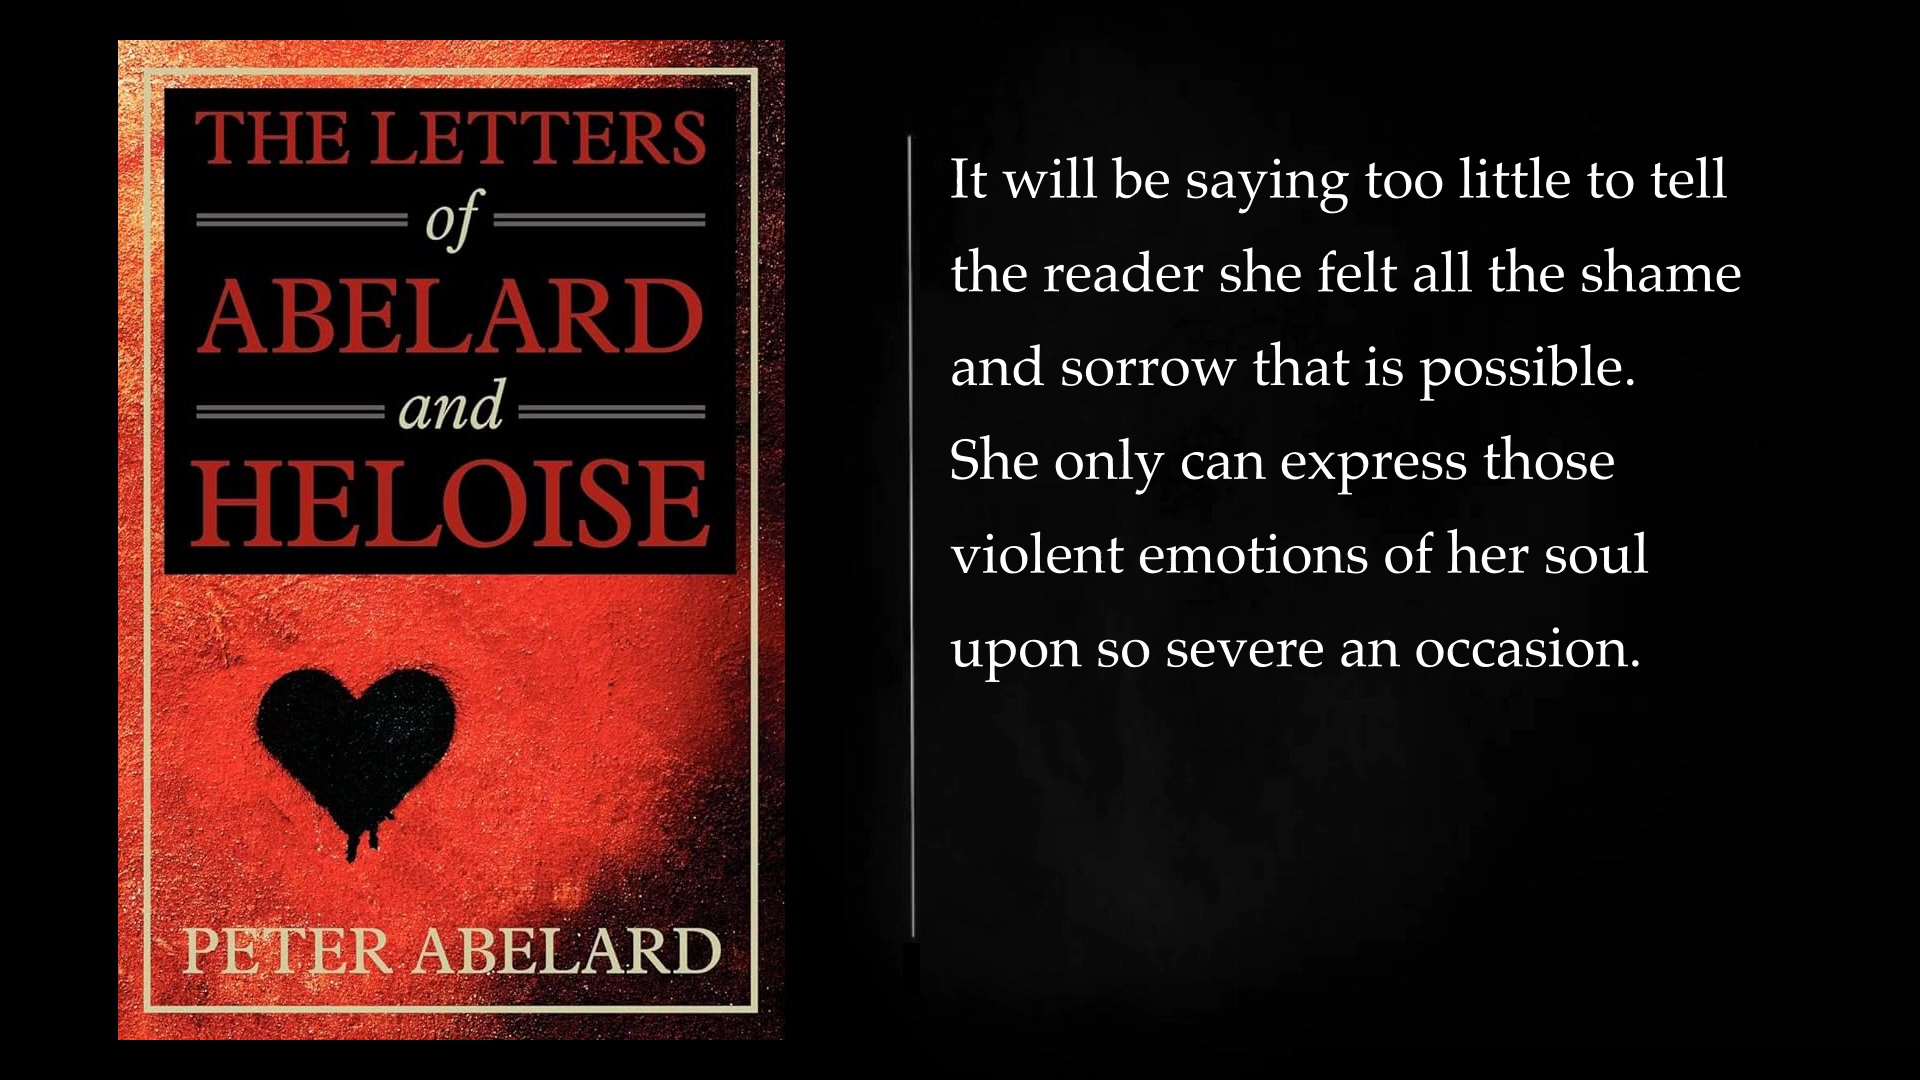 THE LETTERS
of
ABELARD
and
HELOISE
PETER ABELARD
It will be saying too little to tell
the reader she felt all the shame
and sorrow that is possible.
She only can express those
violent emotions of her soul
upon so severe an occasion.